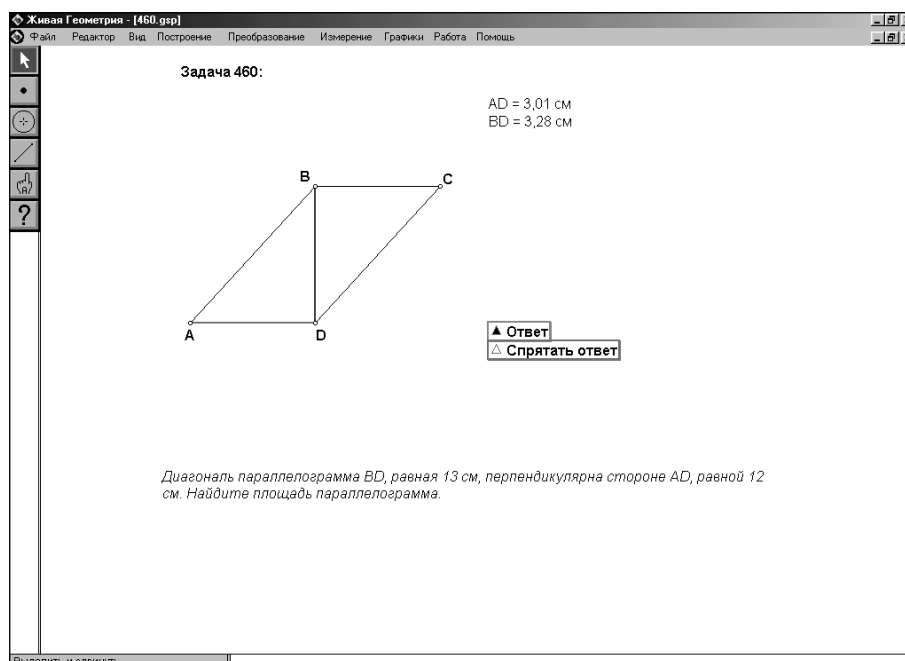 Живая Геометрия - [460.gsp]
Файл Редактор Вид Построение Преобразование Измерение Графики Работа Помощь
Задача 460:
AD = 3,01 см
BD = 3,28 см
B
C
A
D
Ответ
Спрятать ответ
Диагональ параллелограмма BD, равная 13 см, перпендикулярна стороне AD, равной 12
см. Найдите площадь параллелограмма.